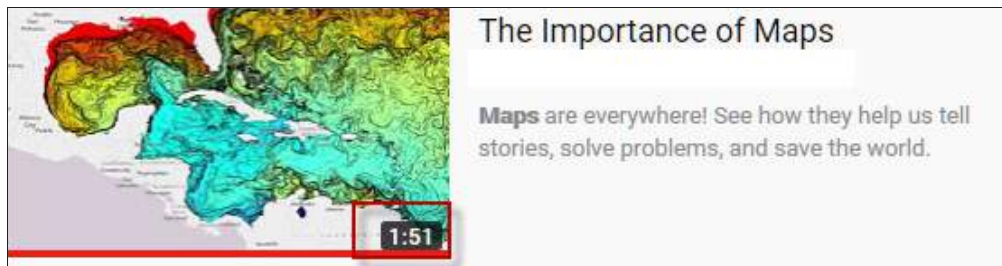 The Importance of Maps
Maps are everywhere! See how they help us tell
stories, solve problems, and save the world.
1:51